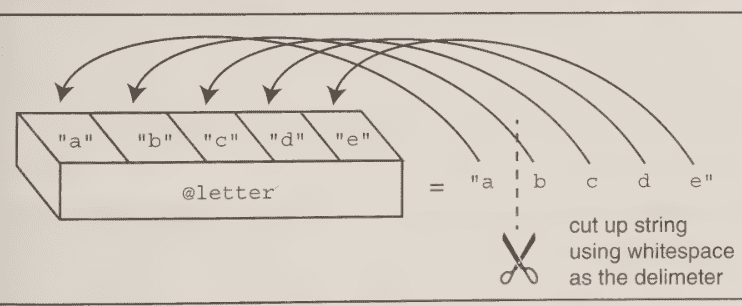 "a" "b" "c" "d" "e"
@letter = "a b c d e"
cut up string
using whitespace
as the delimeter